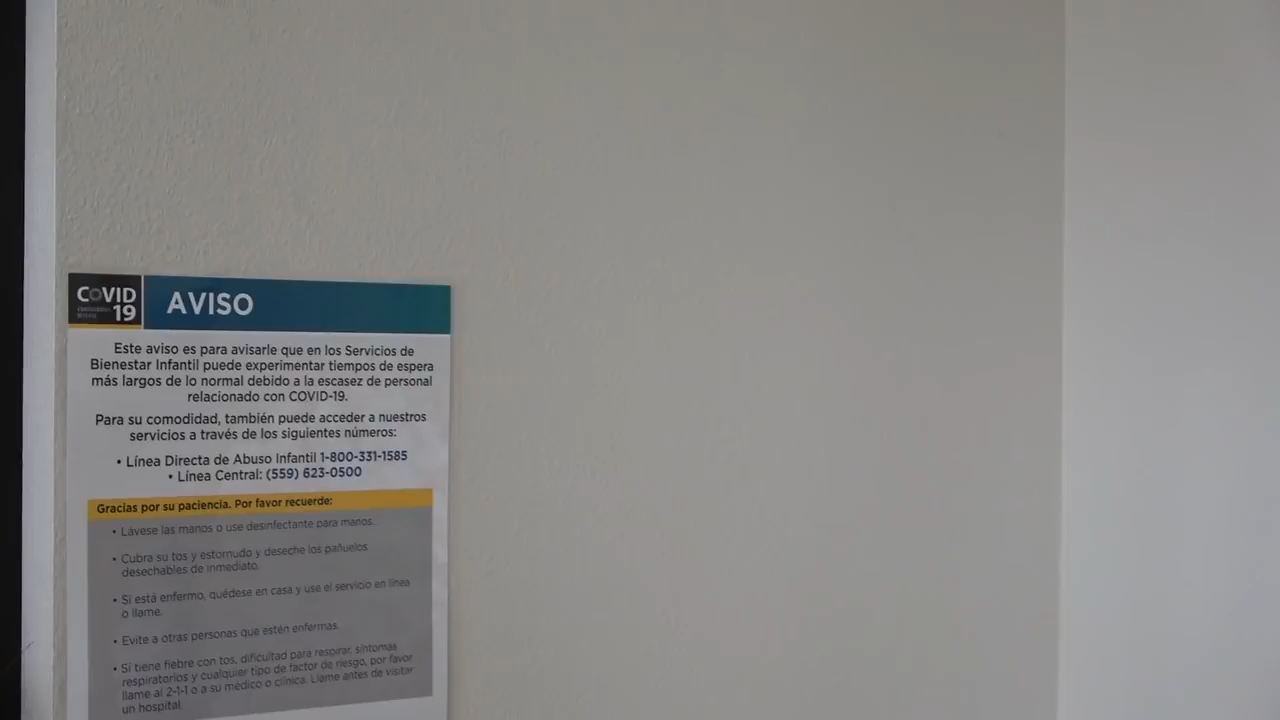 COVID
19
AVISO
Este aviso es para avisarle que en los Servicios de
Bienestar Infantil puede experimentar tiempos de espera
más largos de lo normal debido a la escasez de personal
relacionado con COVID-19.
Para su comodidad, también puede acceder a nuestros
servicios a través de los siguientes números:
• Línea Directa de Abuso Infantil 1-800-331-1585
• Línea Central: (559) 623-0500
Gracias por su paciencia. Por favor recuerde:
• Lávese las manos o use desinfectante para manos.
• Cubra su tos y estornudo y deseche los pañuelos
desechables de inmediato.
• Si está enfermo, quédese en casa y use el servicio en línea
o llame.
• Evite a otras personas que estén enfermas.
• Si tiene fiebre con tos, dificultad para respirar, síntomas
respiratorios y cualquier tipo de factor de riesgo, por favor
llame al 2-1-1 o a su médico o clínica. Llame antes de visitar
un hospital.